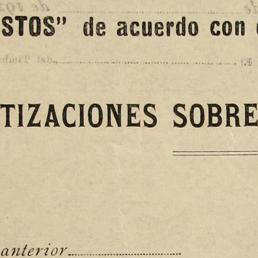 STOS" de acuerdo con
TIZACIONES SOBRE
anterior